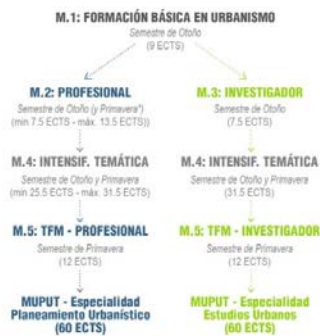 M.1: FORMACIÓN BÁSICA EN URBANISMO
Semestre de Otoño
(9 ECTS)
M.2: PROFESIONAL
Semestre de Otoño (y Primavera*)
(min 7.5 ECTS - máx. 13.5 ECTS))
M.3: INVESTIGADOR
Semestre de Otoño
(7.5 ECTS)
M.4: INTENSIF. TEMÁTICA
Semestre de Otoño y Primavera
(min 25.5 ECTS - máx. 31.5 ECTS)
M.4: INTENSIF. TEMÁTICA
Semestre de Otoño y Primavera
(31.5 ECTS)
M.5: TFM - PROFESIONAL
Semestre de Primavera
(12 ECTS)
M.5: TFM - INVESTIGADOR
Semestre de Primavera
(12 ECTS)
MUPUT - Especialidad
Planeamiento Urbanístico
(60 ECTS)
MUPUT - Especialidad
Estudios Urbanos
(60 ECTS)